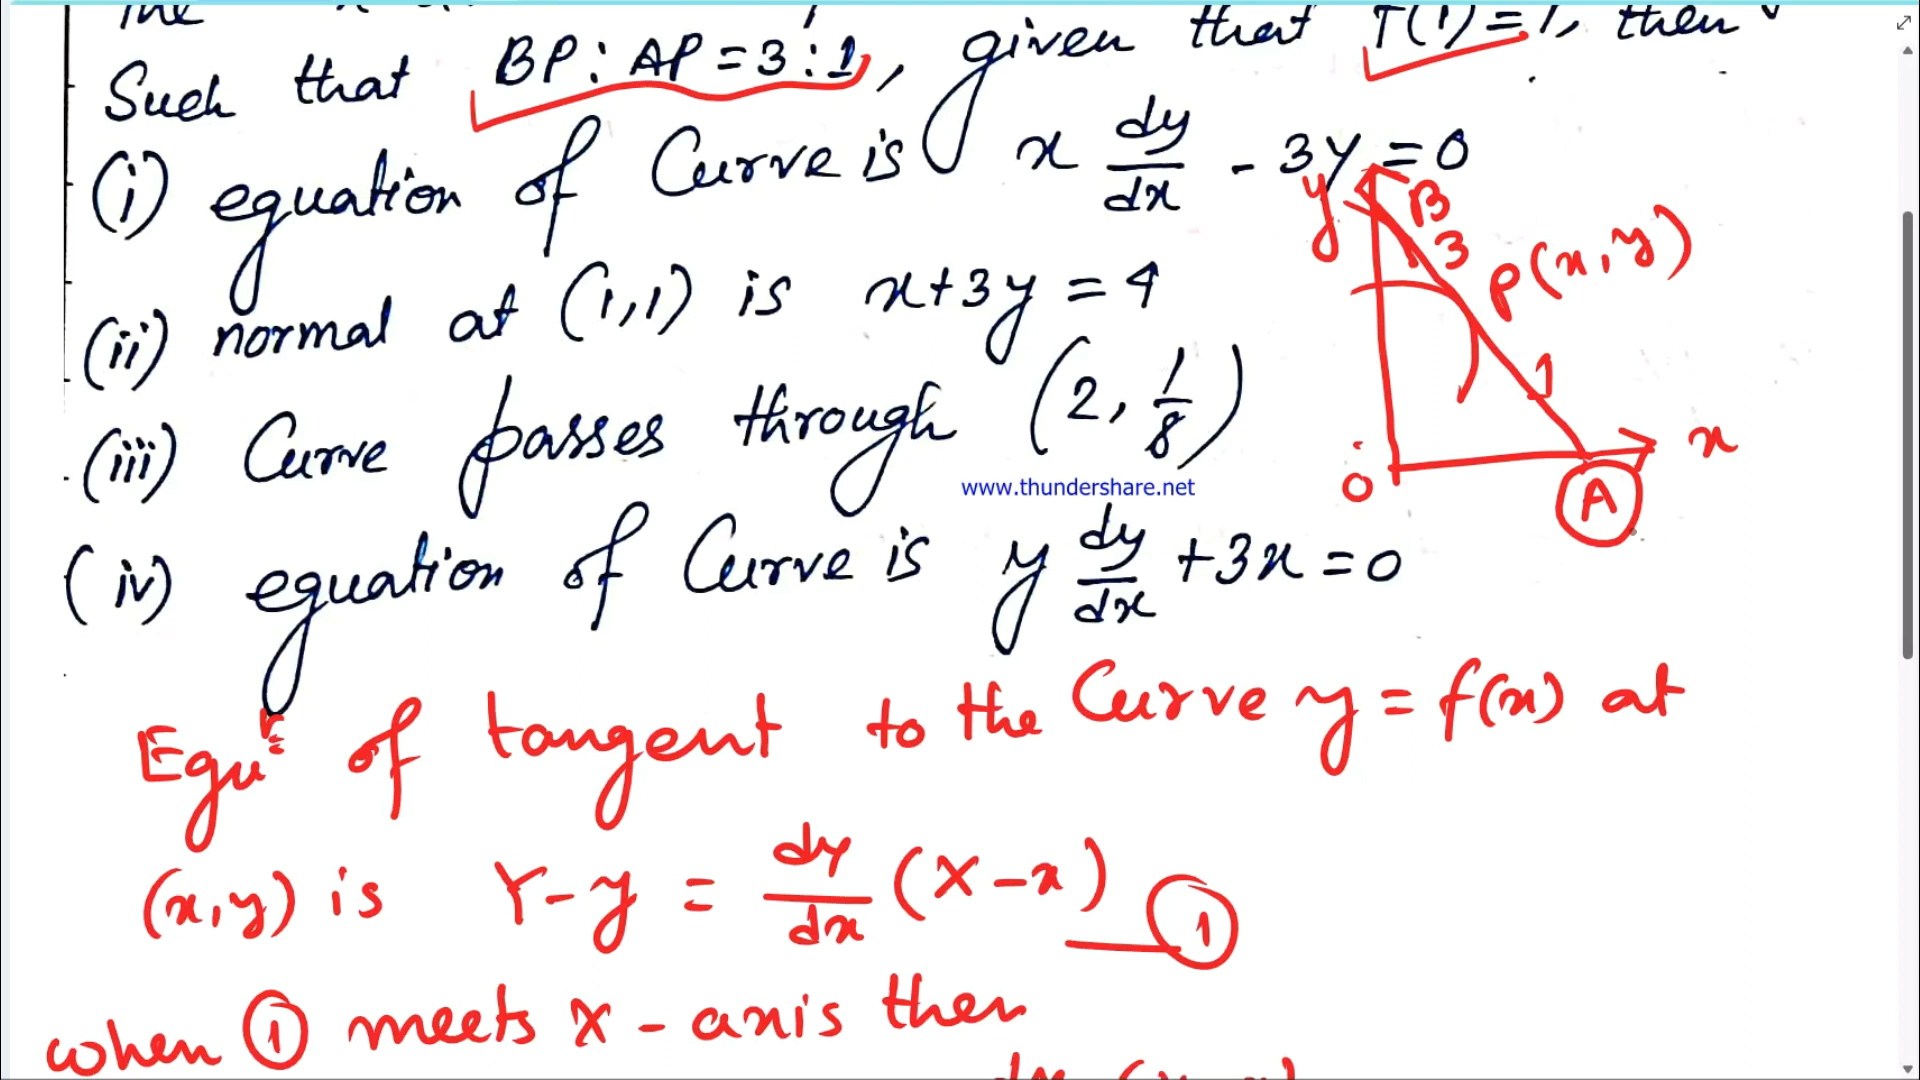 the x
Such that BP : AP = 3 : 1, given that f(1) = 1, then
(i) equation of Curve is x dy/dx - 3y = 0
(ii) normal at (1,1) is x+3y = 4
(iii) Curve passes through (2, 1/8)
(iv) equation of Curve is y dy/dx + 3x = 0
y
B
3
P(x,y)
1
x
O
A
www.thundershare.net
Equn of tangent to the Curve y = f(x) at
(x,y) is Y-y = dy/dx (X-x) 1
when 1 meets X-axis then